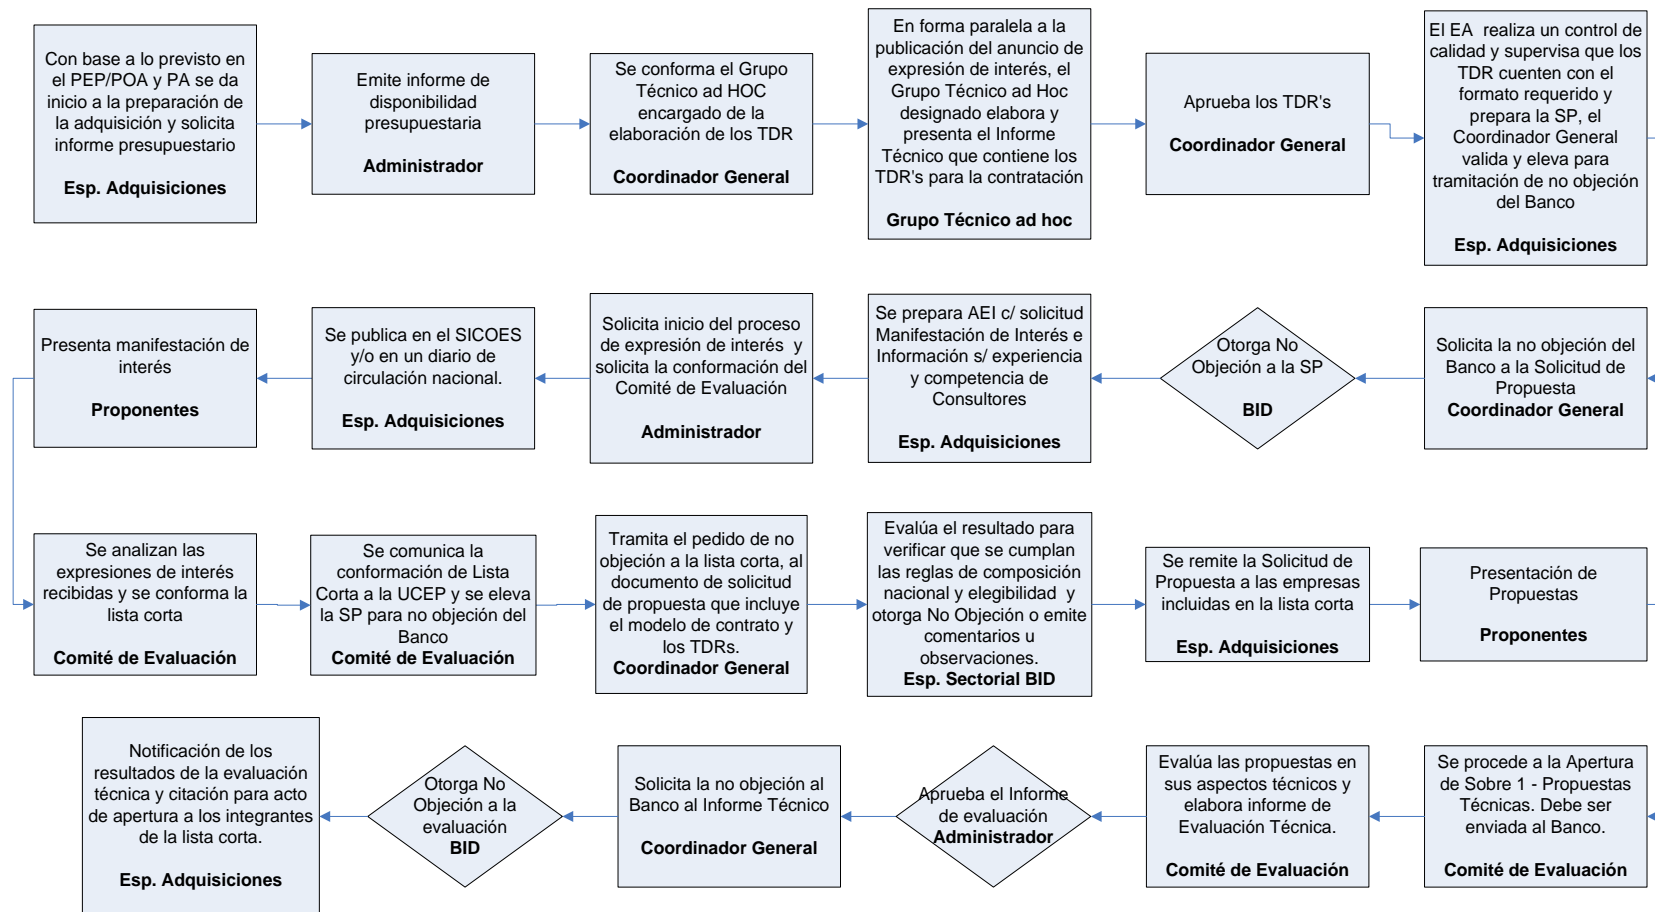 Con base a lo previsto en
el PEP/POA y PA se da
inicio a la preparación de
la adquisición y solicita
informe presupuestario
Esp. Adquisiciones
Emite informe de
disponibilidad
presupuestaria
Administrador
Se conforma el Grupo
Técnico ad HOC
encargado de la
elaboración de los TDR
Coordinador General
En forma paralela a la
publicación del anuncio de
expresión de interés, el
Grupo Técnico ad Hoc
designado elabora y
presenta el Informe
Técnico que contiene los
TDR's para la contratación
Grupo Técnico ad hoc
Aprueba los TDR's
Coordinador General
El EA  realiza un control de
calidad y supervisa que los
TDR cuenten con el
formato requerido y
prepara la SP, el
Coordinador General
valida y eleva para
tramitación de no objeción
del Banco
Esp. Adquisiciones
Presenta manifestación de
interés
Proponentes
Se publica en el SICOES
y/o en un diario de
circulación nacional.
Esp. Adquisiciones
Solicita inicio del proceso
de expresión de interés  y
solicita la conformación del
Comité de Evaluación
Administrador
Se prepara AEI c/ solicitud
Manifestación de Interés e
Información s/ experiencia
y competencia de
Consultores
Esp. Adquisiciones
Otorga No
Objeción a la SP
BID
Solicita la no objeción del
Banco a la Solicitud de
Propuesta
Coordinador General
Se analizan las
expresiones de interés
recibidas y se conforma la
lista corta
Comité de Evaluación
Se comunica la
conformación de Lista
Corta a la UCEP y se eleva
la SP para no objeción del
Banco
Comité de Evaluación
Tramita el pedido de no
objeción a la lista corta, al
documento de solicitud
de propuesta que incluye
el modelo de contrato y
los TDRs.
Coordinador General
Evalúa el resultado para
verificar que se cumplan
las reglas de composición
nacional y elegibilidad  y
otorga No Objeción o emite
comentarios u
observaciones.
Esp. Sectorial BID
Se remite la Solicitud de
Propuesta a las empresas
incluidas en la lista corta
Esp. Adquisiciones
Presentación de
Propuestas
Proponentes
Notificación de los
resultados de la evaluación
técnica y citación para acto
de apertura a los integrantes
de la lista corta.
Esp. Adquisiciones
Otorga No
Objeción a la
evaluación
BID
Solicita la no objeción al
Banco al Informe Técnico
Coordinador General
Aprueba el Informe
de evaluación
Administrador
Evalúa las propuestas en
sus aspectos técnicos y
elabora informe de
Evaluación Técnica.
Comité de Evaluación
Se procede a la Apertura
de Sobre 1 - Propuestas
Técnicas. Debe ser
enviada al Banco.
Comité de Evaluación